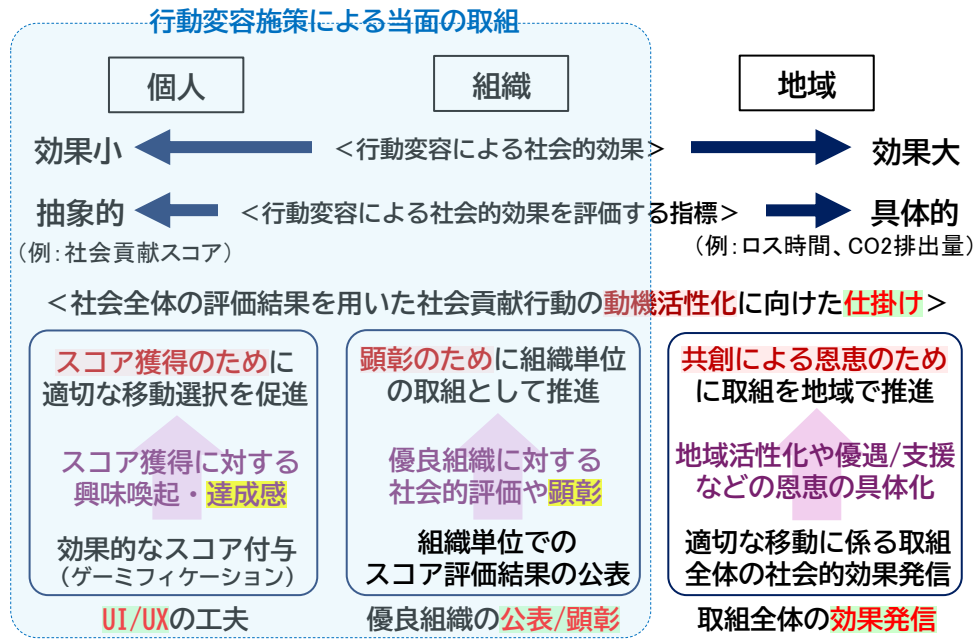 行動変容施策による当面の取組
個人
組織
地域
効果小
＜行動変容による社会的効果＞
効果大
抽象的
＜行動変容による社会的効果を評価する指標＞
具体的
（例：社会貢献スコア）
（例：ロス時間、CO2排出量）
＜社会全体の評価結果を用いた社会貢献行動の動機活性化に向けた仕掛け＞
スコア獲得のために
適切な移動選択を促進
スコア獲得に対する
興味喚起・達成感
効果的なスコア付与
（ゲーミフィケーション）
UI/UXの工夫
顕彰のために組織単位
の取組として推進
優良組織に対する
社会的評価や顕彰
組織単位での
スコア評価結果の公表
優良組織の公表/顕彰
共創による恩恵のため
に取組を地域で推進
地域活性化や優遇/支援
などの恩恵の具体化
適切な移動に係る取組
全体の社会的効果発信
取組全体の効果発信